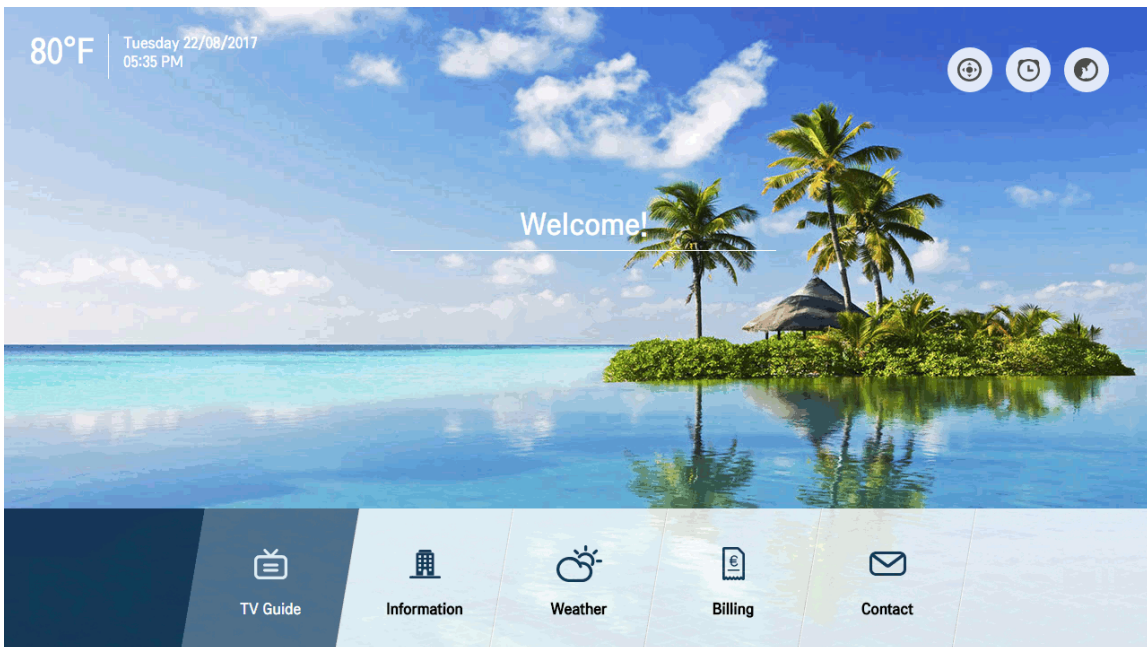 80°F
Tuesday 22/08/2017
05:35 PM
Welcome!
TV Guide
Information
Weather
Billing
Contact